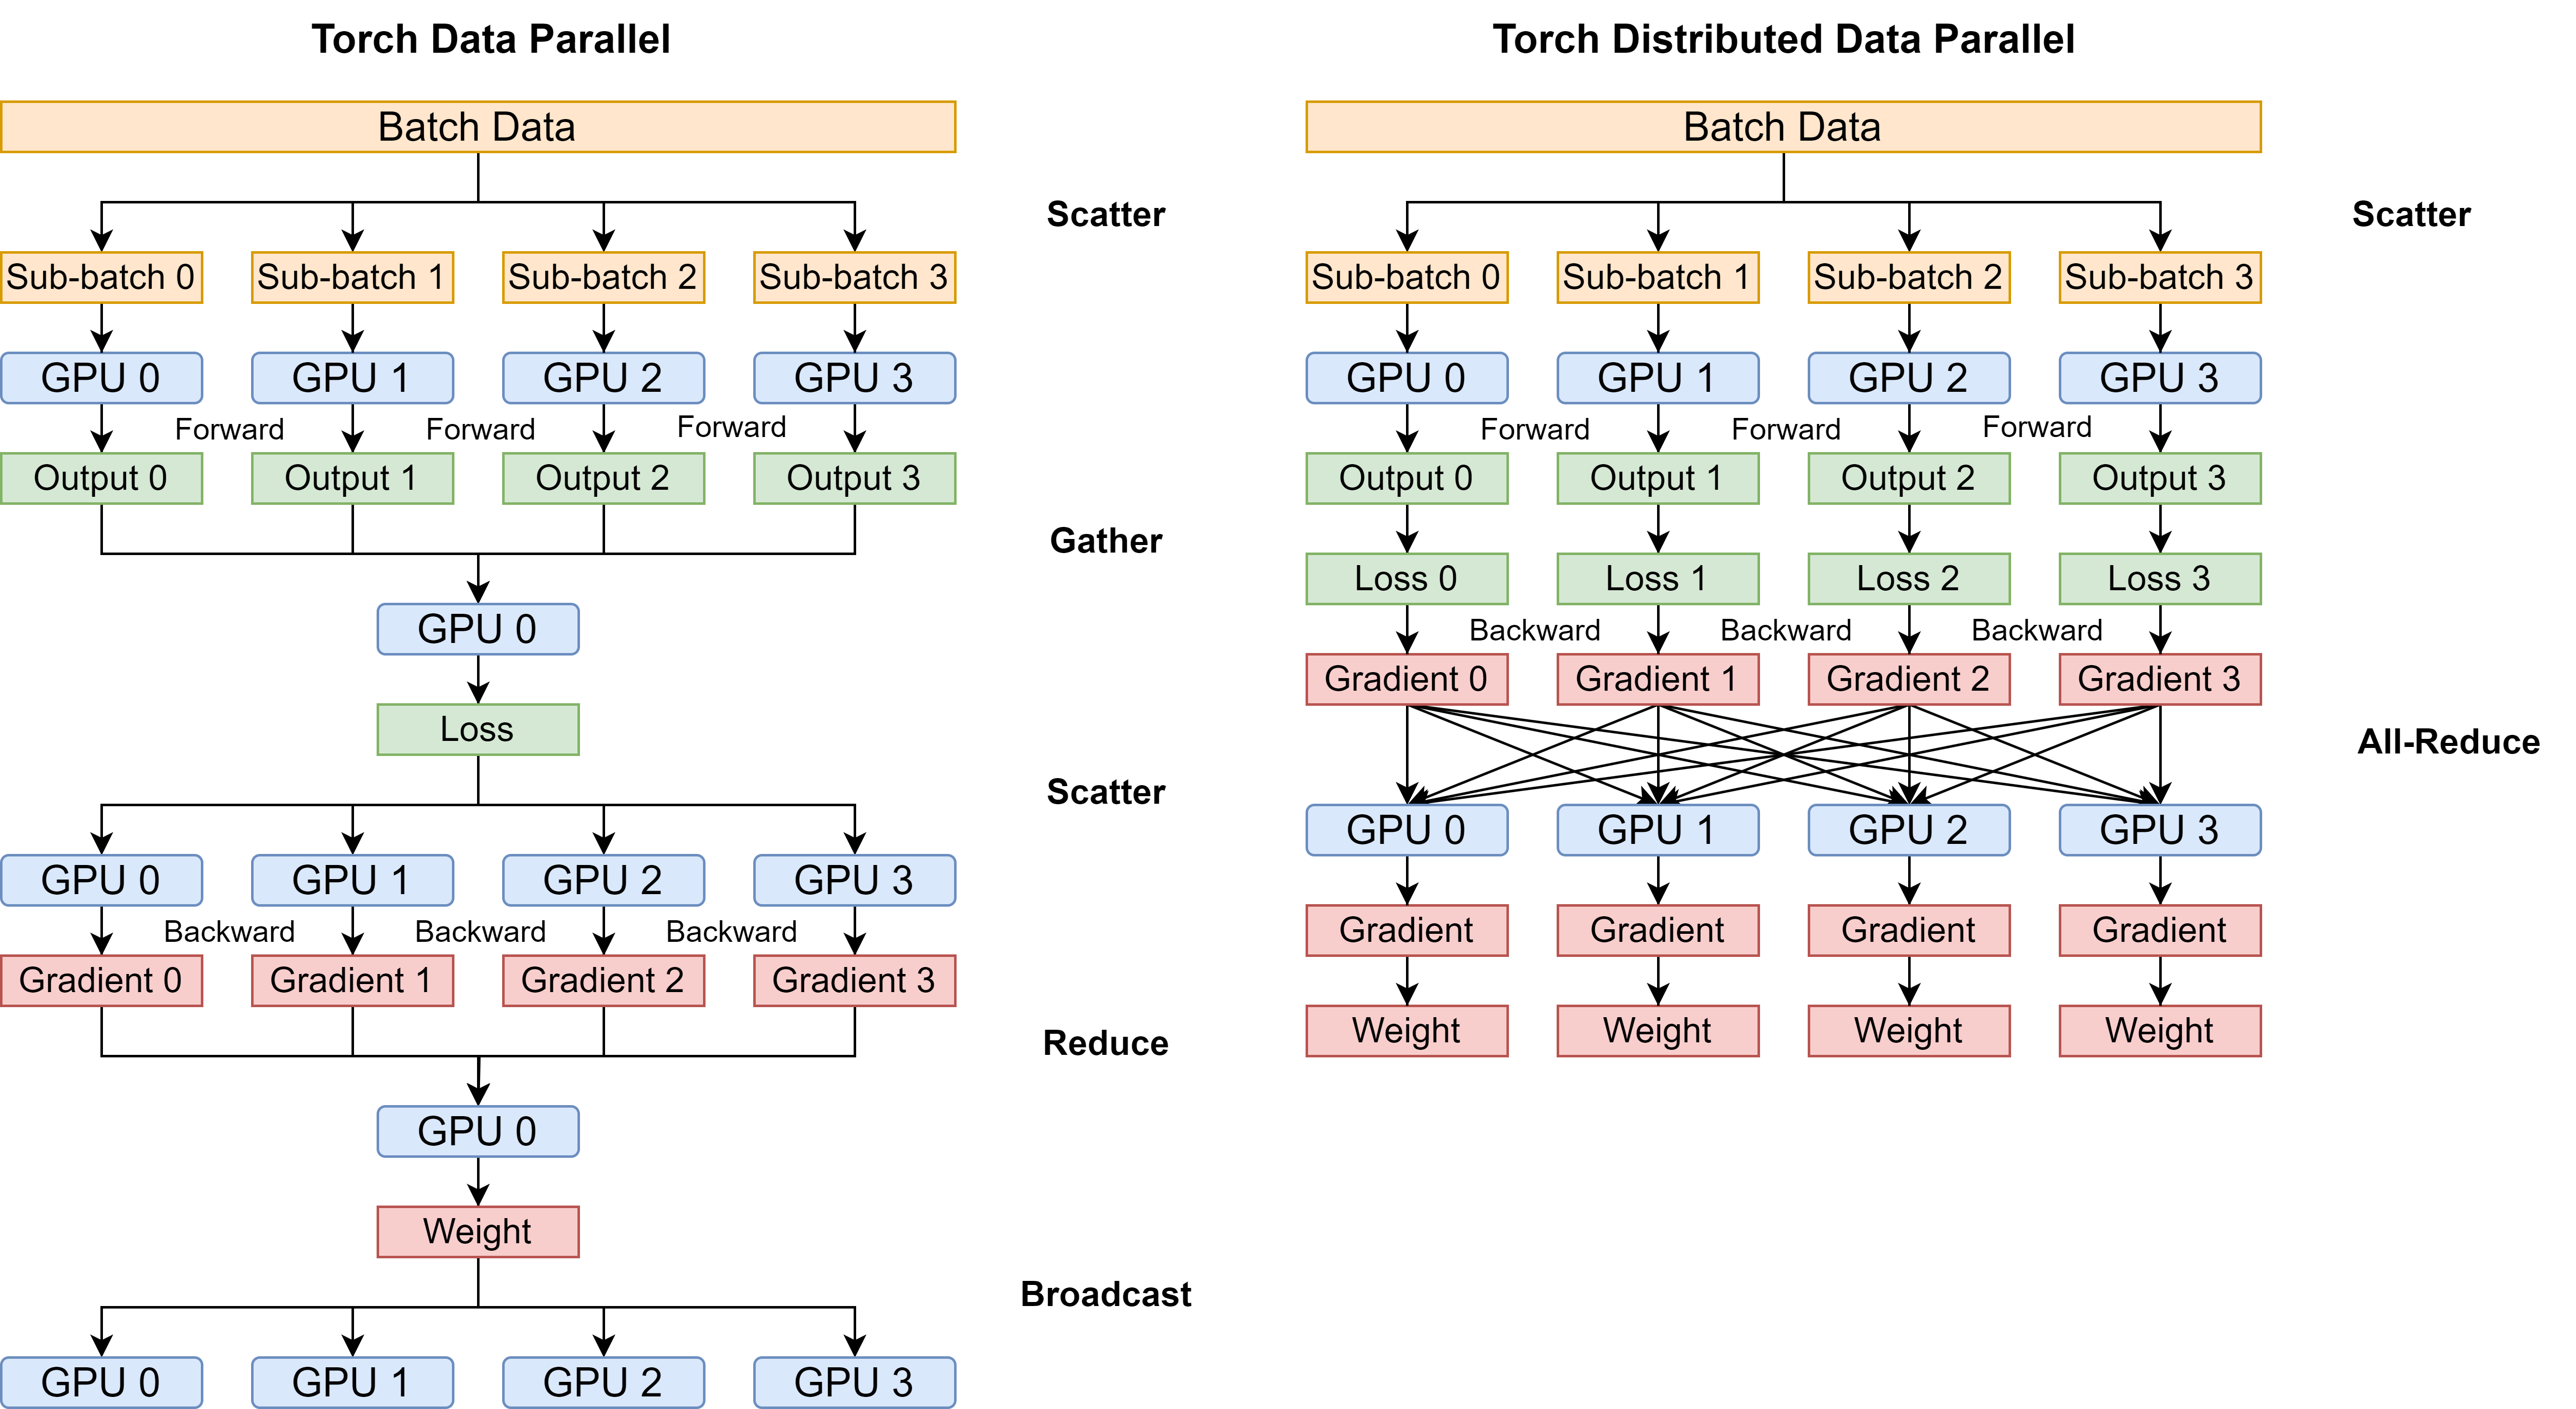 Torch Data Parallel
Batch Data
Scatter
Sub-batch 0
Sub-batch 1
Sub-batch 2
Sub-batch 3
GPU 0
GPU 1
GPU 2
GPU 3
Forward
Forward
Forward
Output 0
Output 1
Output 2
Output 3
Gather
GPU 0
Loss
Scatter
GPU 0
GPU 1
GPU 2
GPU 3
Backward
Backward
Backward
Gradient 0
Gradient 1
Gradient 2
Gradient 3
Reduce
GPU 0
Weight
Broadcast
GPU 0
GPU 1
GPU 2
GPU 3
Torch Distributed Data Parallel
Batch Data
Scatter
Sub-batch 0
Sub-batch 1
Sub-batch 2
Sub-batch 3
GPU 0
GPU 1
GPU 2
GPU 3
Forward
Forward
Forward
Output 0
Output 1
Output 2
Output 3
Loss 0
Loss 1
Loss 2
Loss 3
Backward
Backward
Backward
Gradient 0
Gradient 1
Gradient 2
Gradient 3
All-Reduce
GPU 0
GPU 1
GPU 2
GPU 3
Gradient
Gradient
Gradient
Gradient
Weight
Weight
Weight
Weight